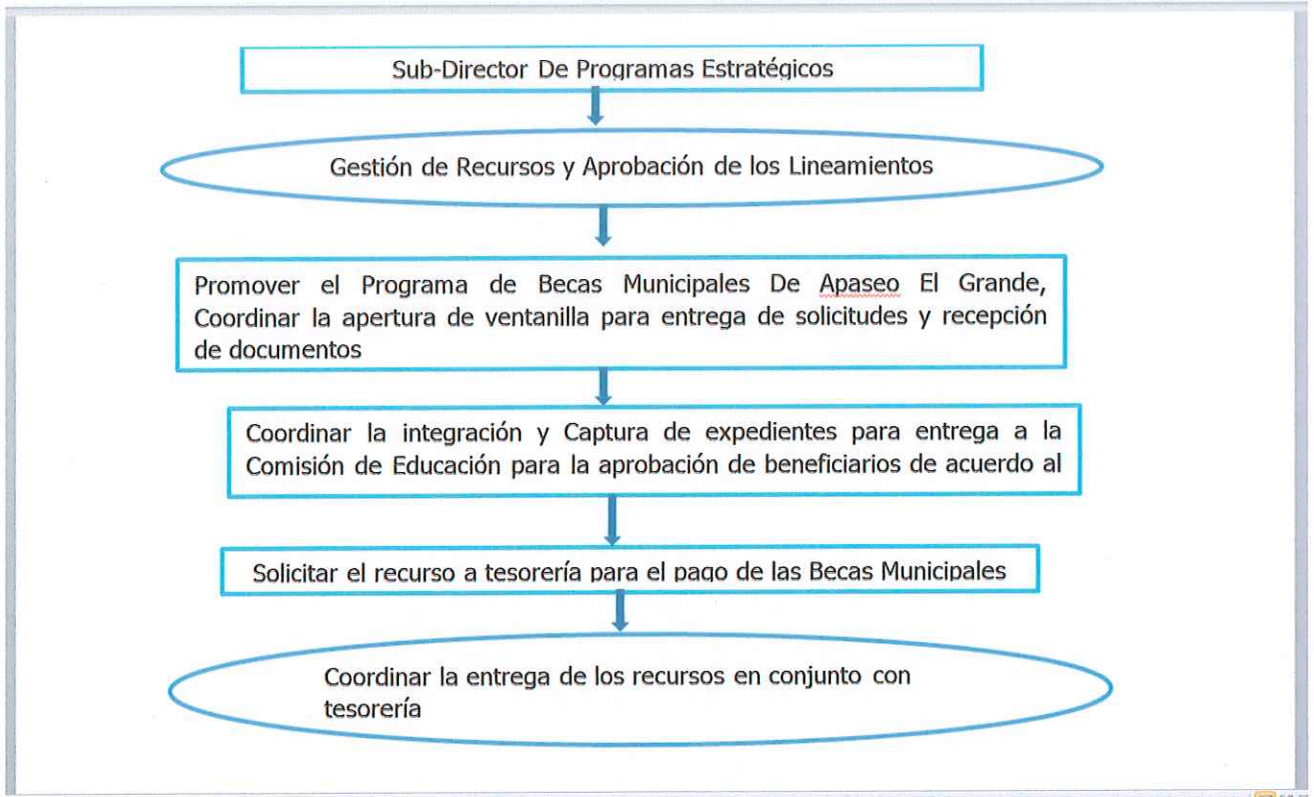 Sub-Director De Programas Estratégicos
Gestión de Recursos y Aprobación de los Lineamientos
Promover el Programa de Becas Municipales De Apaseo El Grande,
Coordinar la apertura de ventanilla para entrega de solicitudes y recepción
de documentos
Coordinar la integración y Captura de expedientes para entrega a la
Comisión de Educación para la aprobación de beneficiarios de acuerdo al
Solicitar el recurso a tesorería para el pago de las Becas Municipales
Coordinar la entrega de los recursos en conjunto con
tesorería